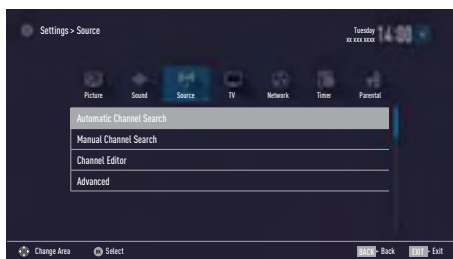 Settings > Source
Tuesday
xx xxx xxxx
14:00
Picture Sound Source TV Network Timer Parental
Automatic Channel Search
Manual Channel Search
Channel Editor
Advanced
Change Area OK Select BACK - Back EXIT - Exit